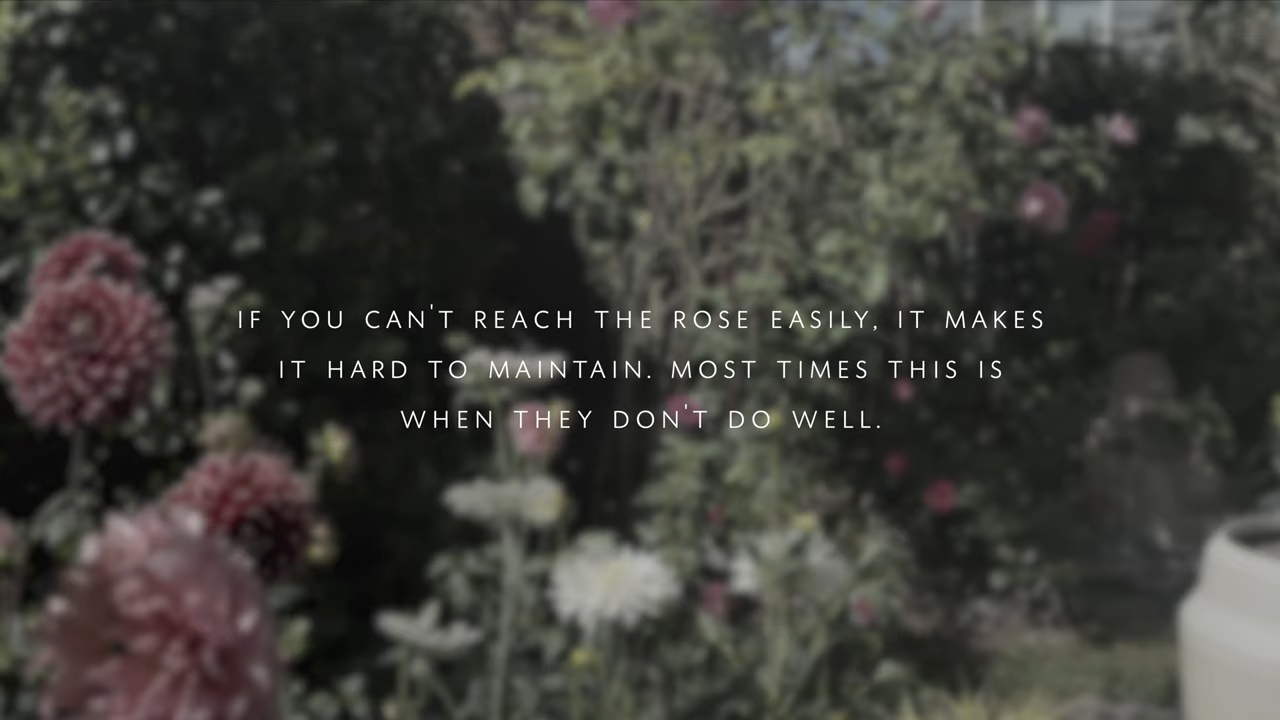 IF YOU CAN'T REACH THE ROSE EASILY, IT MAKES
IT HARD TO MAINTAIN. MOST TIMES THIS IS
WHEN THEY DON'T DO WELL.